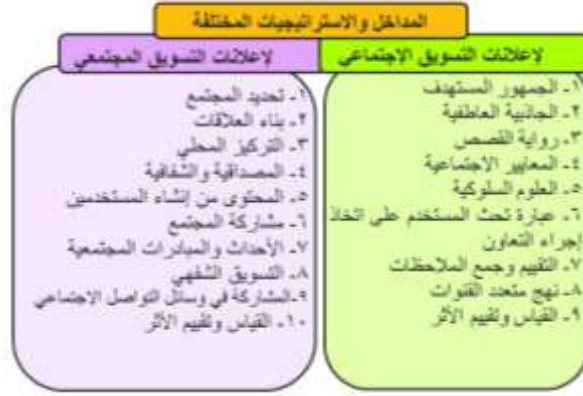 المداخل والاستراتيجيات المختلفة
لإعلانات التسويق الإجتماعى
١- الجمهور المستهدف
٢- الجاذبية العاطفية
٣- رواية القصص
٤- المعايير الاجتماعية
٥- العلوم السلوكية
٦- عبارة تحث المستخدم على اتخاذ
إجراء التعاون
٧- التقييم وجمع الملاحظات
٨- نهج متعدد القنوات
٩- القياس وتقييم الأثر
لإعلانات التسويق المجتمعي
١- تحديد المجتمع
٢- بناء العلاقات
٣- التركيز المحلي
٤- المصداقية والشفافية
٥- المحتوى من إنشاء المستخدمين
٦- مشاركة المجتمع
٧- الأحداث والمبادرات المجتمعية
٨- التسويق الشفهي
٩-المشاركة في وسائل التواصل الاجتماعي
١٠- القياس وتقييم الأثر